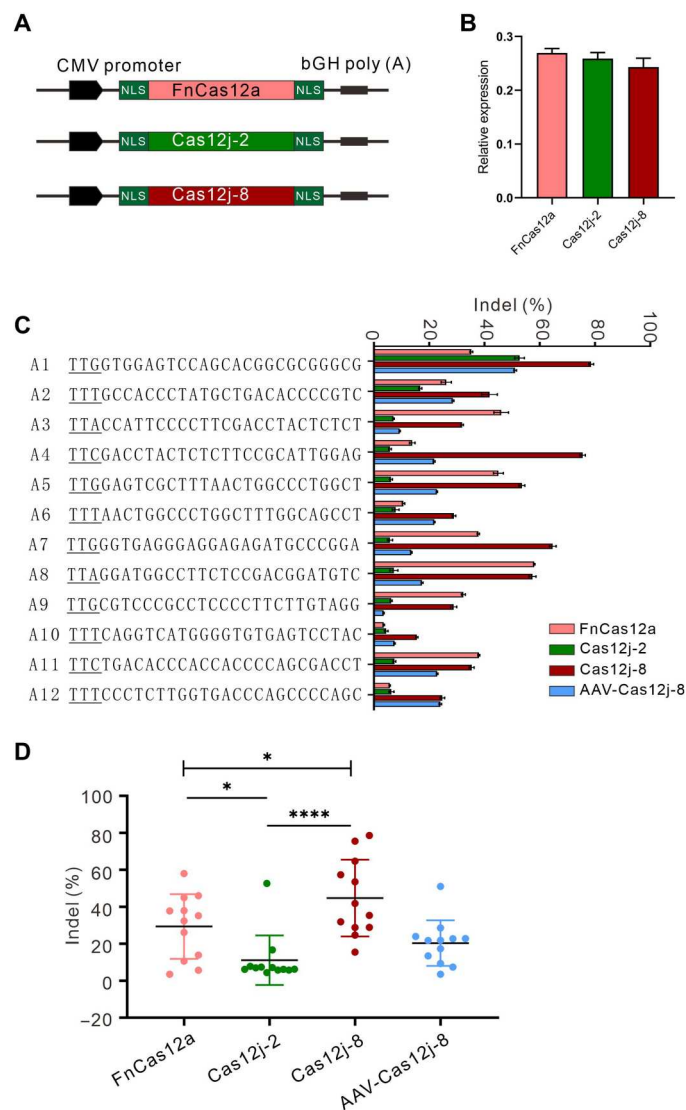 A
CMV promoter bGH poly (A)
NLS FnCas12a NLS
NLS Cas12j-2 NLS
NLS Cas12j-8 NLS
B
Relative expression
0.3
0.2
0.1
0.0
FnCas12a
Cas12j-2
Cas12j-8
C
Indel (%)
0 20 40 60 80 100
A1 TTGGTGGAGTCCAGCACGGCGCGGGCG
A2 TTTGCCACCCTATGCTGACACCCCGTC
A3 TTACCATTCCCCTTCGACCTACTCTCT
A4 TTCGACCTACTCTCTTCCGCATTGGAG
A5 TTGGAGTCGCTTTAACTGGCCCTGGCT
A6 TTTAACTGGCCCTGGCTTTGGCAGCCT
A7 TTGGGTGAGGGAGGAGAGATGCCCGGA
A8 TTAGGATGGCCTTCTCCGACGGATGTC
A9 TTGCGTCCCGCCTCCCCTTCTTGTAGG
A10 TTTCAGGTCATGGGGTGTGAGTCCTAC
A11 TTCTGACACCCACCACCCCAGCGACCT
A12 TTTCCCTCTTGGTGACCCAGCCCCAGC
FnCas12a
Cas12j-2
Cas12j-8
AAV-Cas12j-8
D
*
*
****
Indel (%)
100
80
60
40
20
0
−20
FnCas12a
Cas12j-2
Cas12j-8
AAV-Cas12j-8